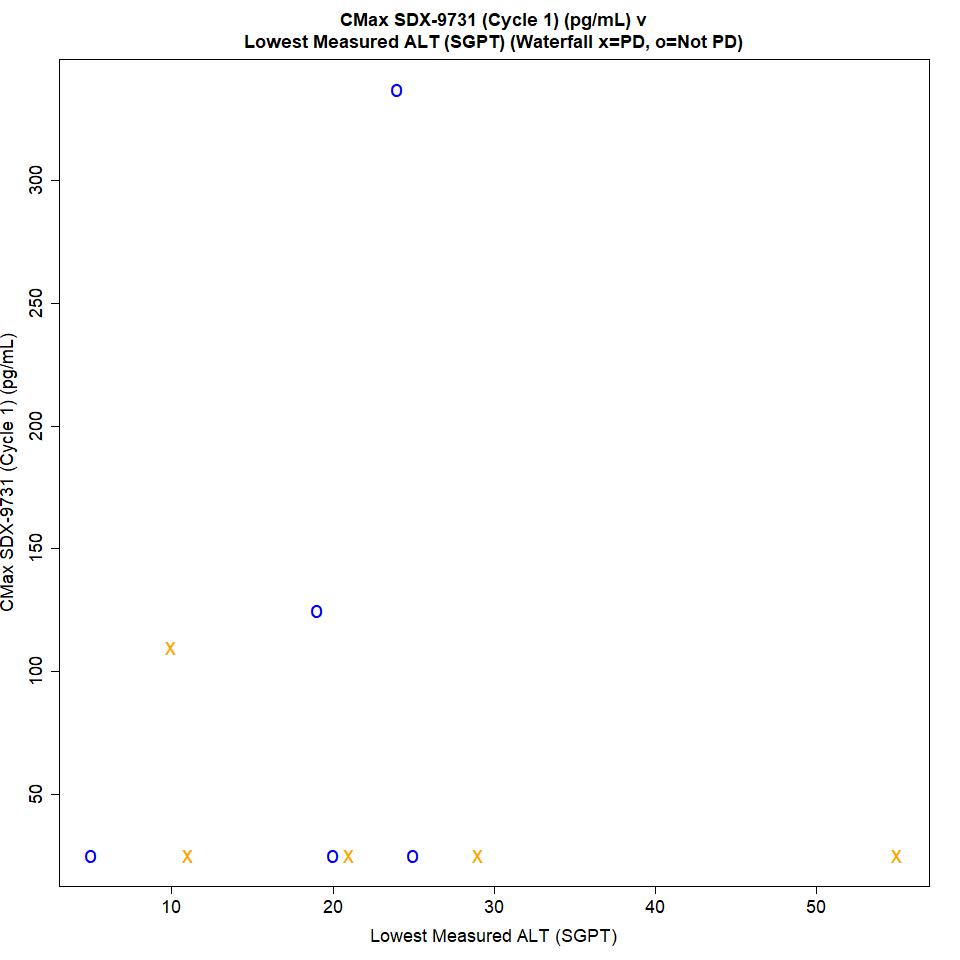 CMax SDX-9731 (Cycle 1) (pg/mL) v
Lowest Measured ALT (SGPT) (Waterfall x=PD, o=Not PD)
CMax SDX-9731 (Cycle 1) (pg/mL)
300
250
200
150
100
50
O
O
X
O
X
O
X
O
X
X
10
20
30
40
50
Lowest Measured ALT (SGPT)